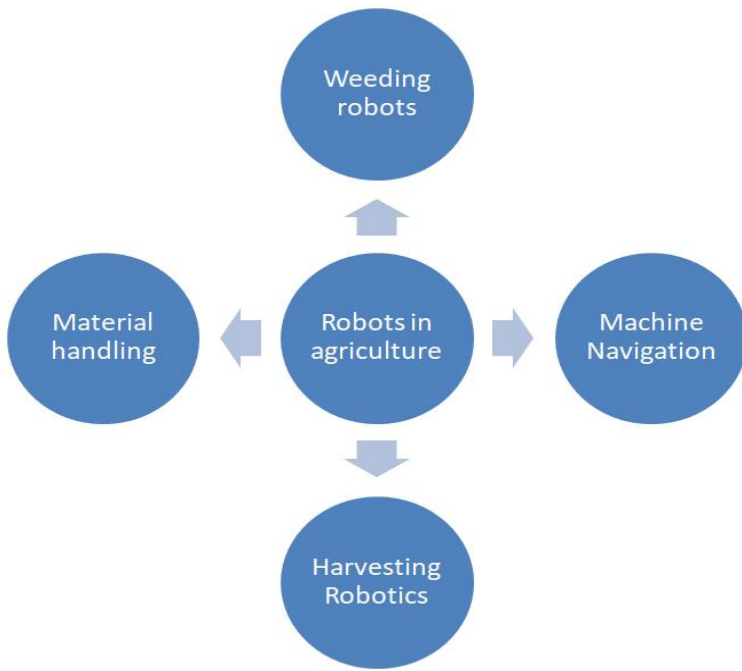 Weeding
robots
Material
handling
Robots in
agriculture
Machine
Navigation
Harvesting
Robotics